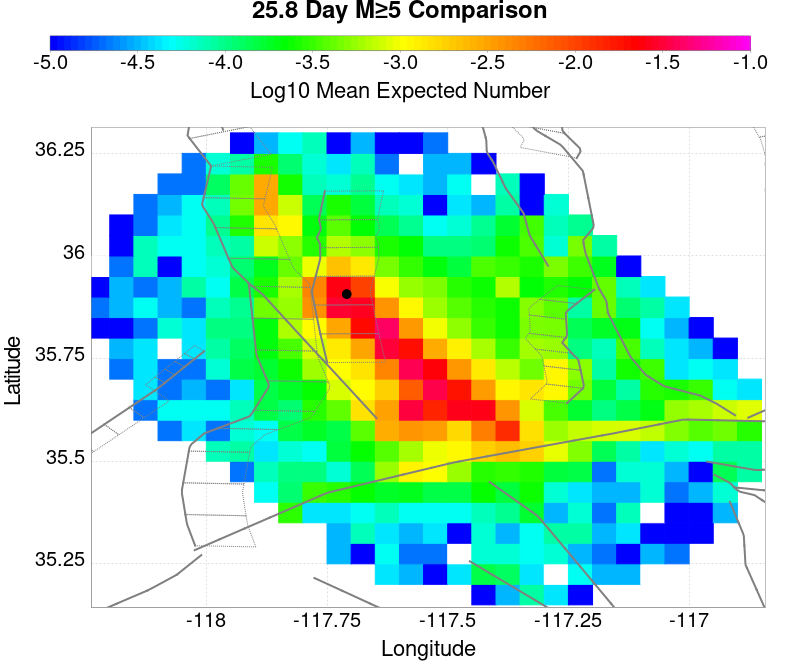 25.8 Day M≥5 Comparison
-5.0 -4.5 -4.0 -3.5 -3.0 -2.5 -2.0 -1.5 -1.0
Log10 Mean Expected Number
36.25
36
35.75
35.5
35.25
Latitude
-118 -117.75 -117.5 -117.25 -117
Longitude